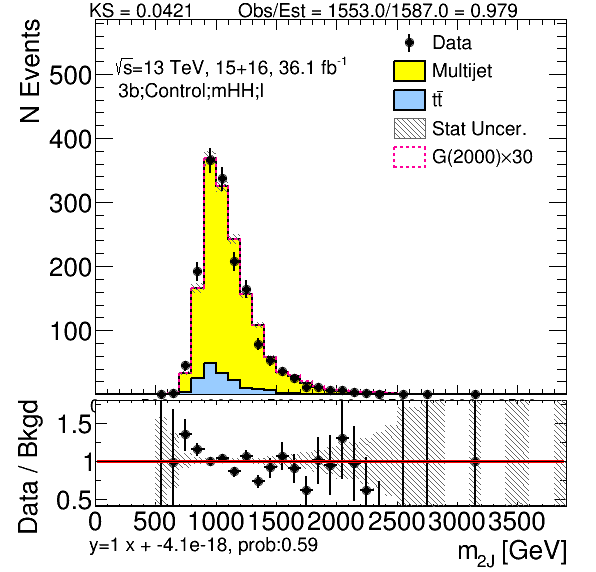 KS = 0.0421 Obs/Est = 1553.0/1587.0 = 0.979
N Events
500
400
300
200
100
√s=13 TeV, 15+16, 36.1 fb⁻¹
3b;Control;mHH;l
Data
Multijet
tt̄
Stat Uncer.
G(2000)×30
Data / Bkgd
1.5
1
0.5
0 500 1000 1500 2000 2500 3000 3500
y=1 x + -4.1e-18, prob:0.59
m2J [GeV]